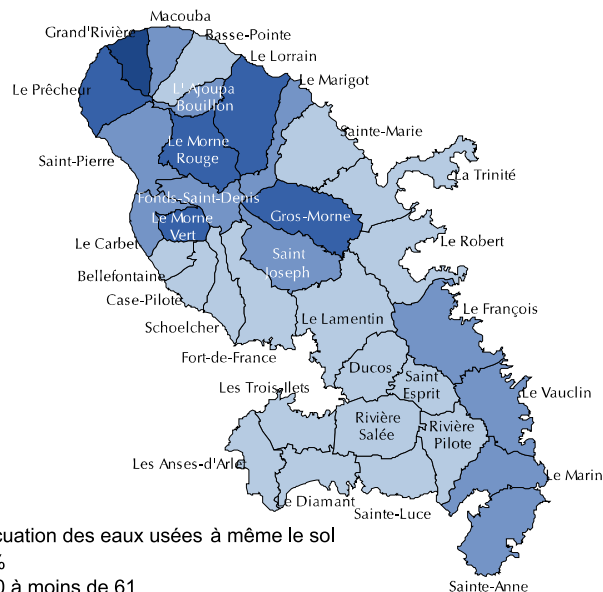 Macouba
Grand'Rivière
Basse-Pointe
Le Lorrain
Le Prêcheur
L'Ajoupa
Bouillon
Le Marigot
Sainte-Marie
Le Morne
Rouge
Saint-Pierre
La Trinité
Fonds-Saint-Denis
Le Morne
Vert
Gros-Morne
Le Carbet
Le Robert
Saint
Joseph
Bellefontaine
Case-Pilote
Le François
Schoelcher
Le Lamentin
Fort-de-France
Ducos
Saint
Esprit
Les Trois-Ilets
Le Vauclin
Rivière
Salée
Rivière
Pilote
Les Anses-d'Arlet
Le Marin
Le Diamant
Sainte-Luce
cuation des eaux usées à même le sol
%
0 à moins de 61
Sainte-Anne